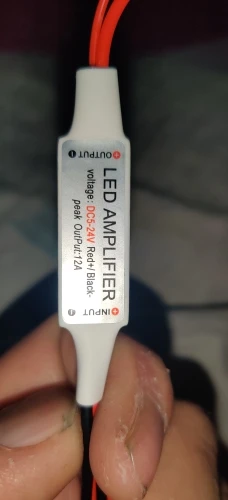 OUTPUT
LED AMPLIFIER
voltage: DC5-24V Red+/Black-
peak OutPut:12A
INPUT